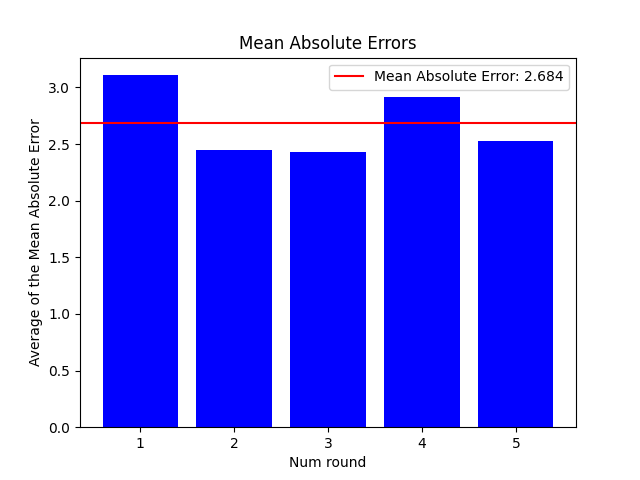 Mean Absolute Errors
Mean Absolute Error: 2.684
Average of the Mean Absolute Error
3.0
2.5
2.0
1.5
1.0
0.5
0.0
1 2 3 4 5
Num round